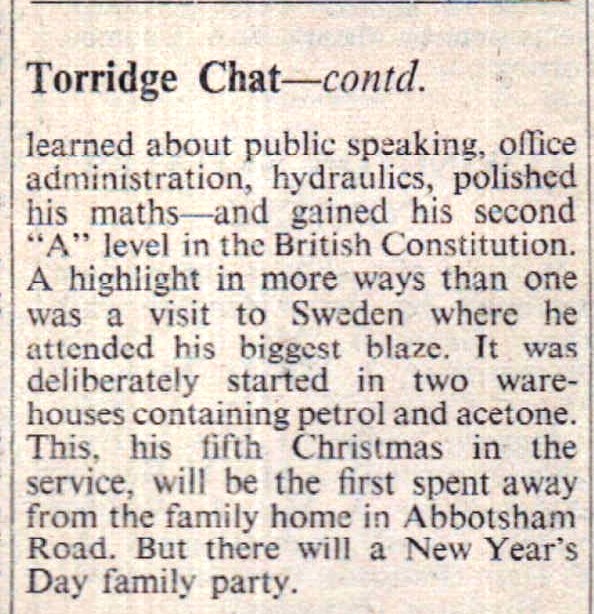 Torridge Chat—contd.
learned about public speaking, office
administration, hydraulics, polished
his maths—and gained his second
“A” level in the British Constitution.
A highlight in more ways than one
was a visit to Sweden where he
attended his biggest blaze. It was
deliberately started in two ware-
houses containing petrol and acetone.
This, his fifth Christmas in the
service, will be the first spent away
from the family home in Abbotsham
Road. But there will a New Year’s
Day family party.